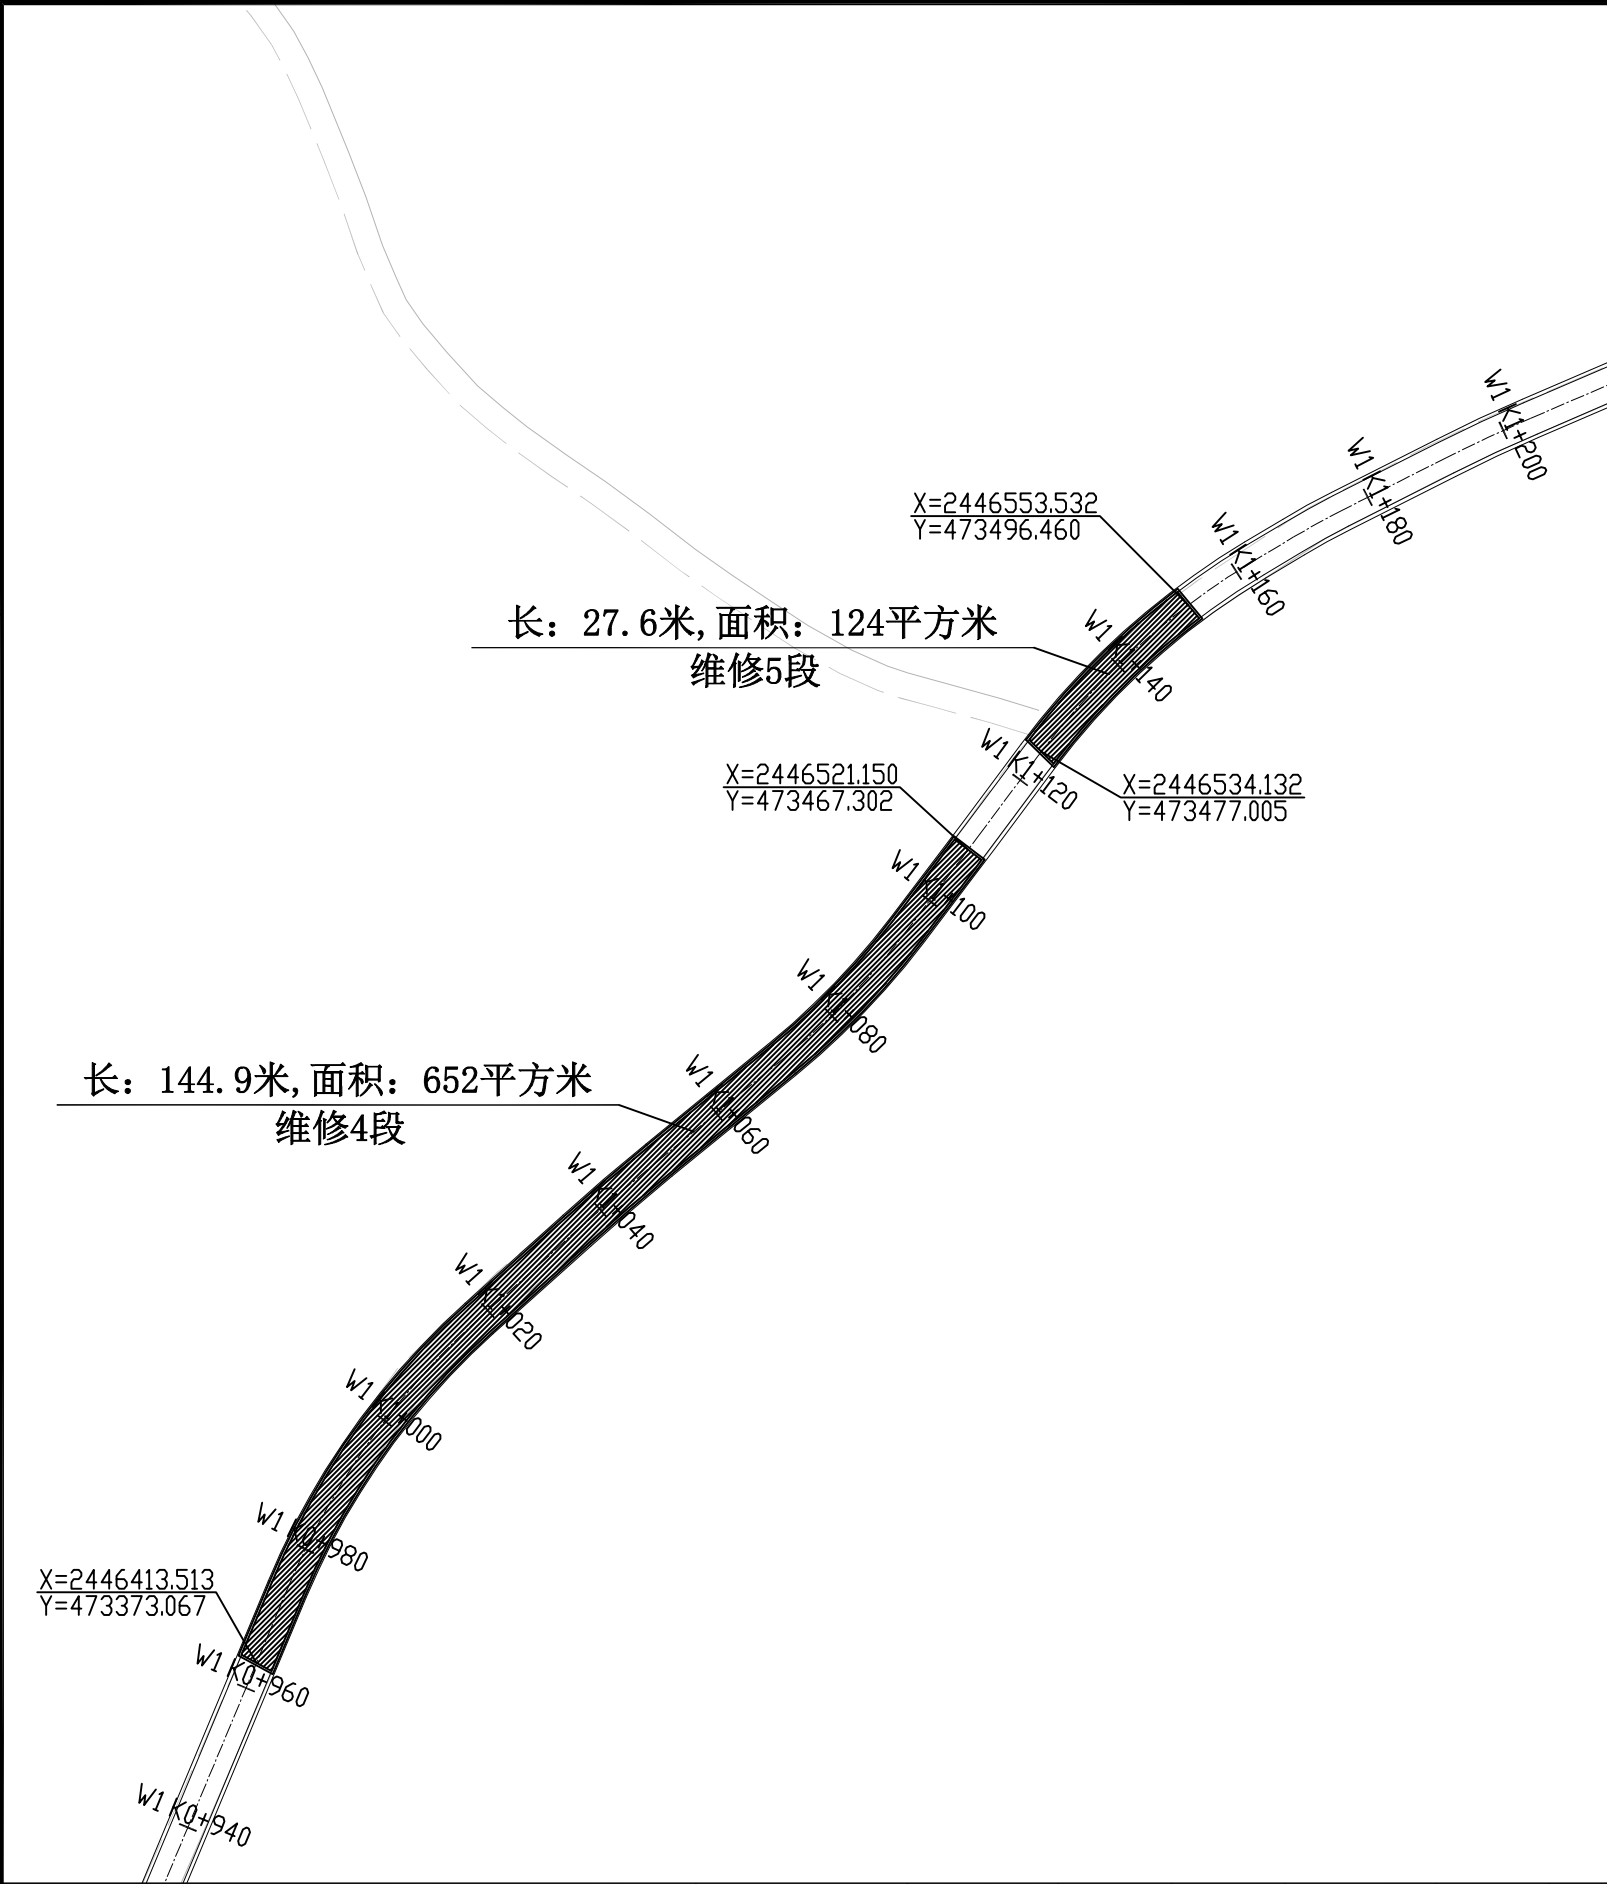 W1 K1+200
W1 K1+180
X=2446553.532
Y=473496.460
W1 K1+160
长：27.6米,面积：124平方米
维修5段
W1 K1+140
W1 K1+120
X=2446521.150
Y=473467.302
X=2446534.132
Y=473477.005
W1 K1+100
W1 K1+080
长：144.9米,面积：652平方米
维修4段
W1 K1+060
W1 K1+040
W1 K1+020
W1 K1+000
W1 K0+980
X=2446413.513
Y=473373.067
W1 K0+960
W1 K0+940